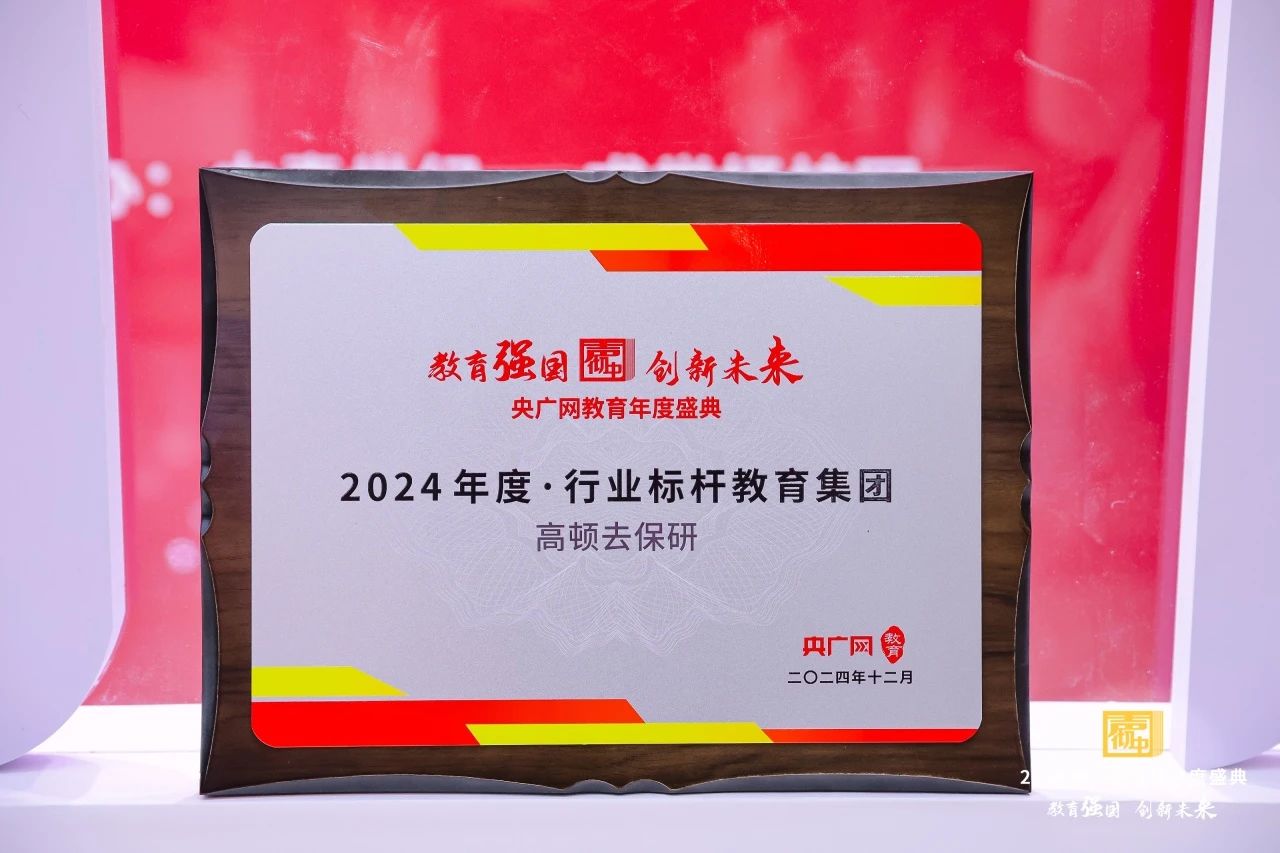 教育强国 创新未来
央广网教育年度盛典
2024年度·行业标杆教育集团
高顿去保研
央广网 教育
二〇二四年十二月
度盛典
教育强国 创新未来